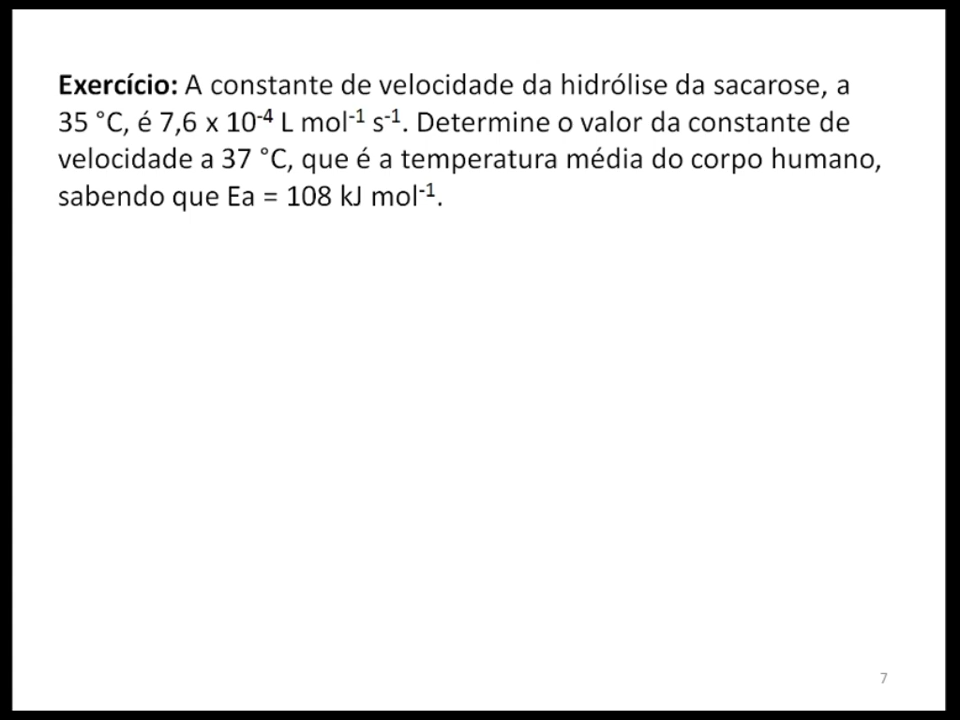 Exercício: A constante de velocidade da hidrólise da sacarose, a
35 °C, é 7,6 x 10⁻⁴ L mol⁻¹ s⁻¹. Determine o valor da constante de
velocidade a 37 °C, que é a temperatura média do corpo humano,
sabendo que Ea = 108 kJ mol⁻¹.
7